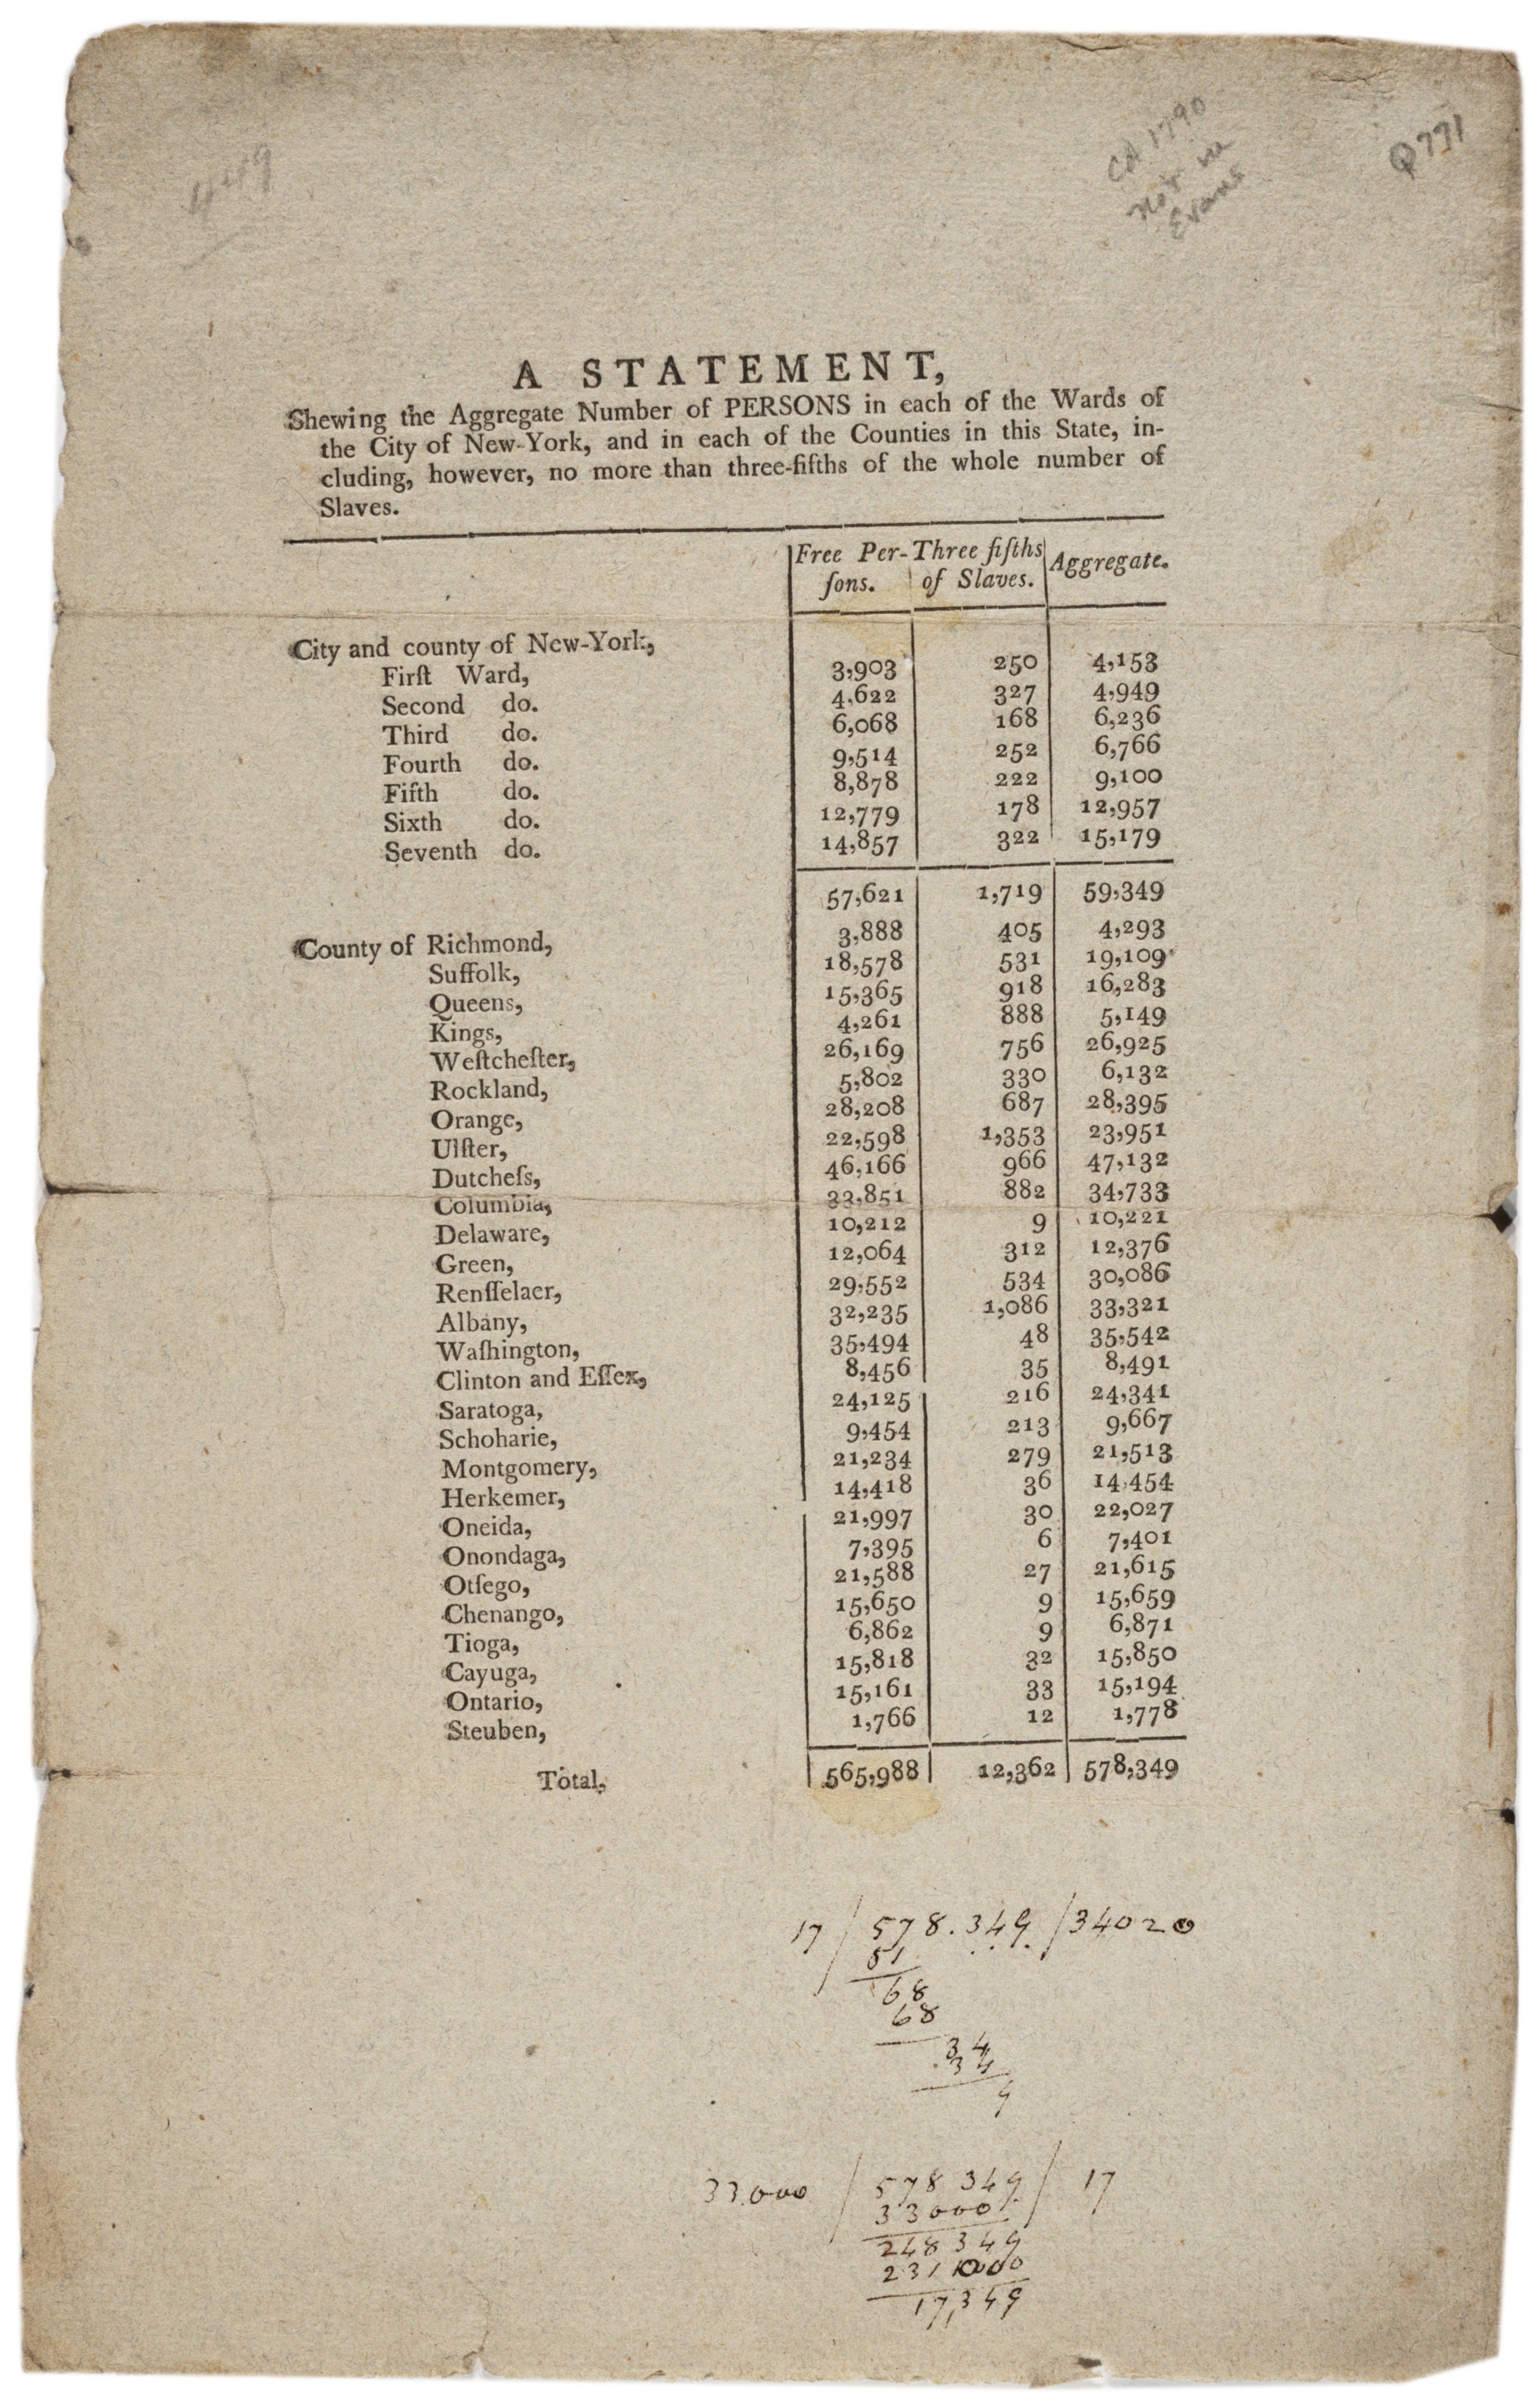 449
Cd 1790
not in
Evans
Q771
A STATEMENT,
Shewing the Aggregate Number of PERSONS in each of the Wards of
the City of New-York, and in each of the Counties in this State, in-
cluding, however, no more than three-fifths of the whole number of
Slaves.
Free Per- Three fifths Aggregate.
ſons. of Slaves.
City and county of New-York,
Firſt Ward, 3,903 250 4,153
Second do. 4,622 327 4,949
Third do. 6,068 168 6,236
Fourth do. 9,514 252 6,766
Fifth do. 8,878 222 9,100
Sixth do. 12,779 178 12,957
Seventh do. 14,857 322 15,179
57,621 1,719 59,349
County of Richmond, 3,888 405 4,293
Suffolk, 18,578 531 19,109
Queens, 15,365 918 16,283
Kings, 4,261 888 5,149
Weſtcheſter, 26,169 756 26,925
Rockland, 5,802 330 6,132
Orange, 28,208 687 28,395
Ulſter, 22,598 1,353 23,951
Dutcheſs, 46,166 966 47,132
Columbia, 33,851 882 34,733
Delaware, 10,212 9 10,221
Green, 12,064 312 12,376
Renſſelaer, 29,552 534 30,086
Albany, 32,235 1,086 33,321
Waſhington, 35,494 48 35,542
Clinton and Eſſex, 8,456 35 8,491
Saratoga, 24,125 216 24,341
Schoharie, 9,454 213 9,667
Montgomery, 21,234 279 21,513
Herkemer, 14,418 36 14,454
Oneida, 21,997 30 22,027
Onondaga, 7,395 6 7,401
Otſego, 21,588 27 21,615
Chenango, 15,650 9 15,659
Tioga, 6,862 9 6,871
Cayuga, 15,818 32 15,850
Ontario, 15,161 33 15,194
Steuben, 1,766 12 1,778
Total, 565,988 12,362 578,349
17 / 578.349 / 34020
51
68
68
34
34
9
33.000 / 578 349 / 17
33000
248 349
231 000
17,349